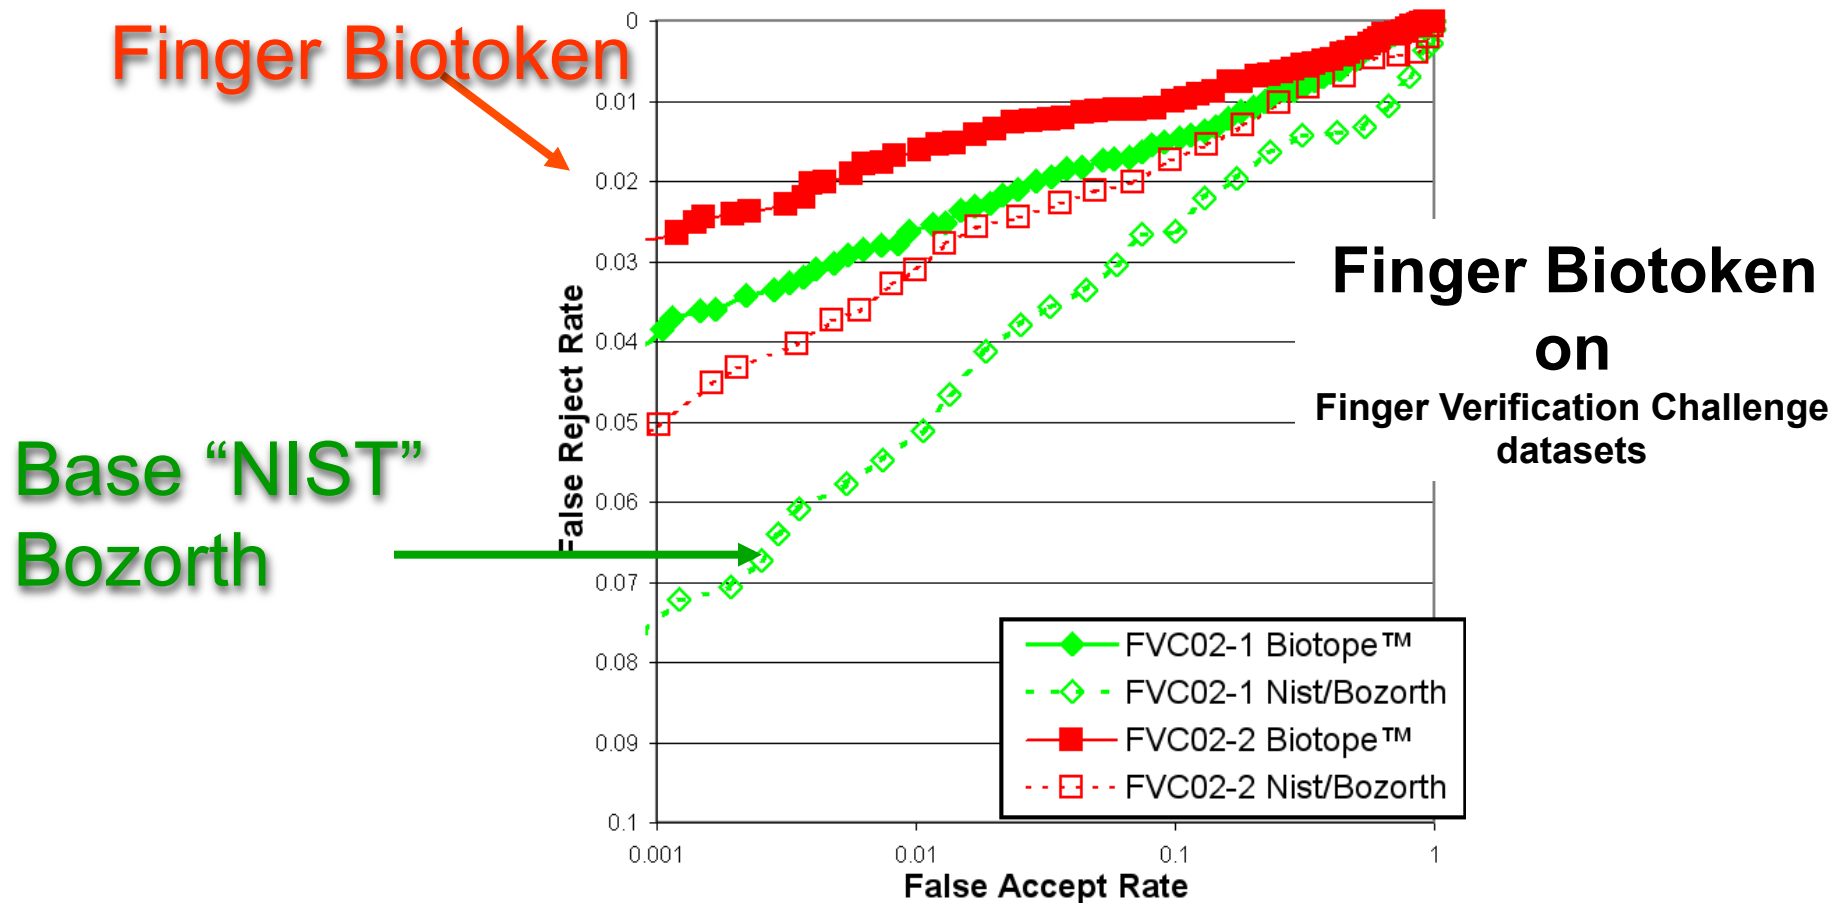 Finger Biotoken
Base “NIST”
Bozorth
False Reject Rate
0
0.01
0.02
0.03
0.04
0.05
0.06
0.07
0.08
0.09
0.1
0.001
0.01
0.1
1
False Accept Rate
FVC02-1 Biotope™
FVC02-1 Nist/Bozorth
FVC02-2 Biotope™
FVC02-2 Nist/Bozorth
Finger Biotoken
on
Finger Verification Challenge
datasets